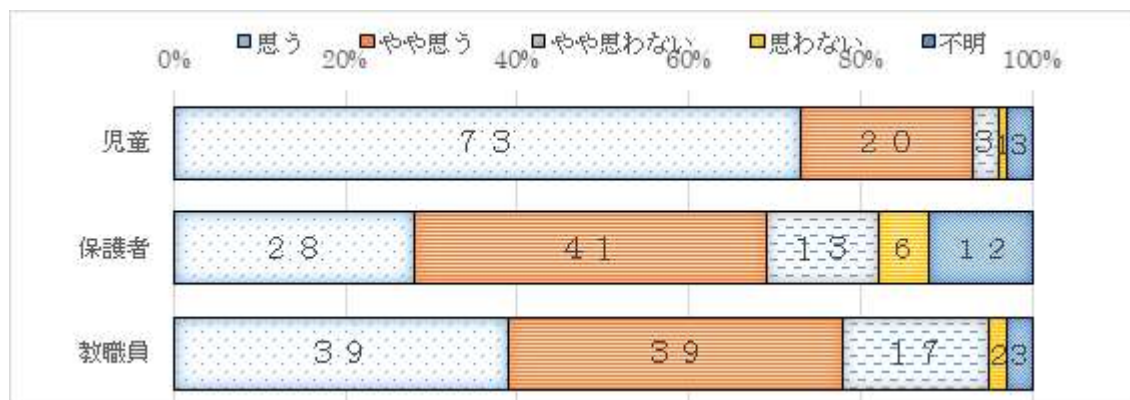 思う やや思う やや思わない 思わない 不明
0% 20% 40% 60% 80% 100%
児童 73 20 3 1 3
保護者 28 41 13 6 12
教職員 39 39 17 2 3